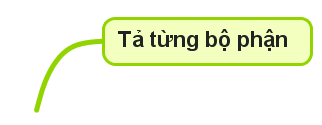 Tả từng bộ phận